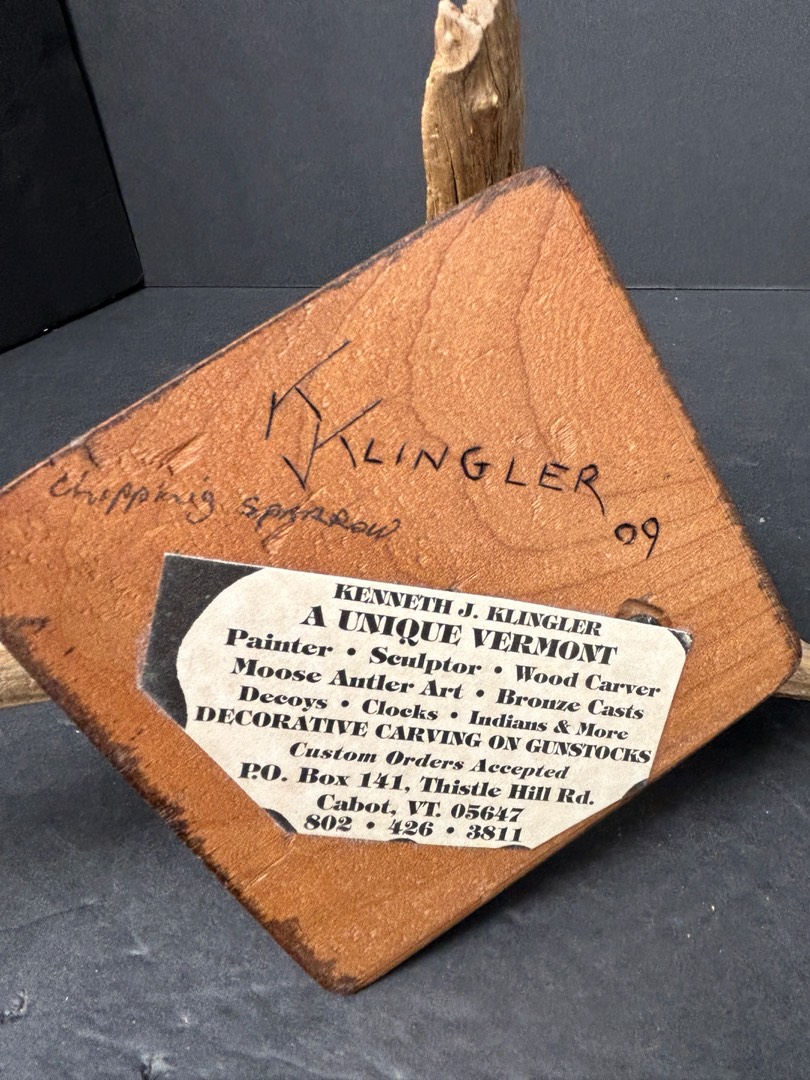 K
JKLINGLER
09
Chipping SPARROW
KENNETH J. KLINGLER
A UNIQUE VERMONT
Painter • Sculptor • Wood Carver
Moose Antler Art • Bronze Casts
Decoys • Clocks • Indians & More
DECORATIVE CARVING ON GUNSTOCKS
Custom Orders Accepted
P.O. Box 141, Thistle Hill Rd.
Cabot, VT. 05647
802 • 426 • 3811